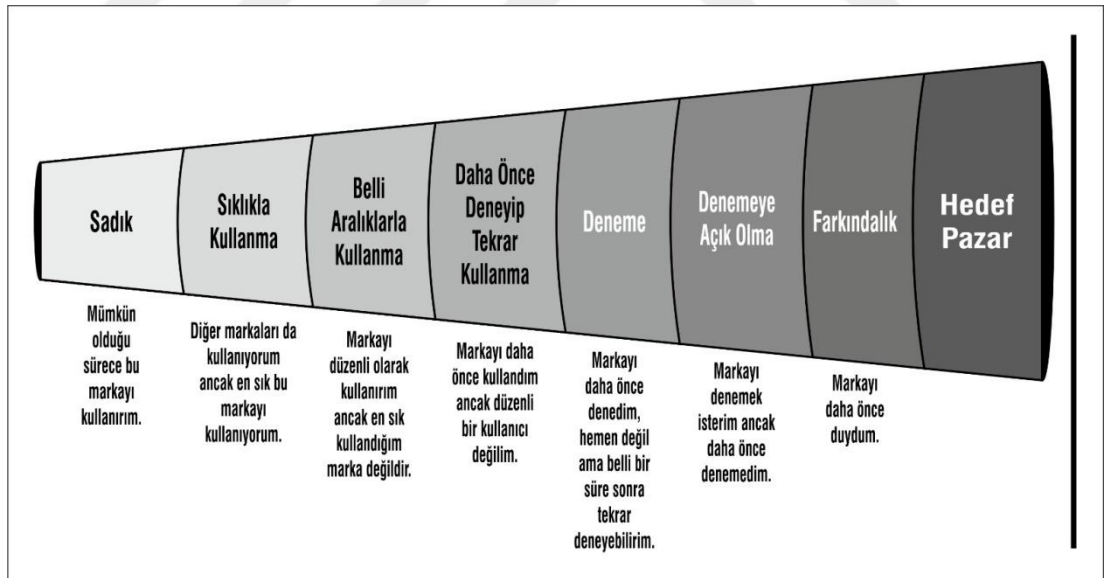 Sadık
Sıklıkla
Kullanma
Belli
Aralıklarla
Kullanma
Daha Önce
Deneyip
Tekrar
Kullanma
Deneme
Denemeye
Açık Olma
Farkındalık
Hedef
Pazar
Mümkün
olduğu
sürece bu
markayı
kullanırım.
Diğer markaları da
kullanıyorum
ancak en sık bu
markayı
kullanıyorum.
Markayı
düzenli olarak
kullanırım
ancak en sık
kullandığım
marka değildir.
Markayı daha
önce kullandım
ancak düzenli
bir kullanıcı
değilim.
Markayı
daha önce
denedim,
hemen değil
ama belli bir
süre sonra
tekrar
deneyebilirim.
Markayı
denemek
isterim ancak
daha önce
denemedim.
Markayı
daha önce
duydum.